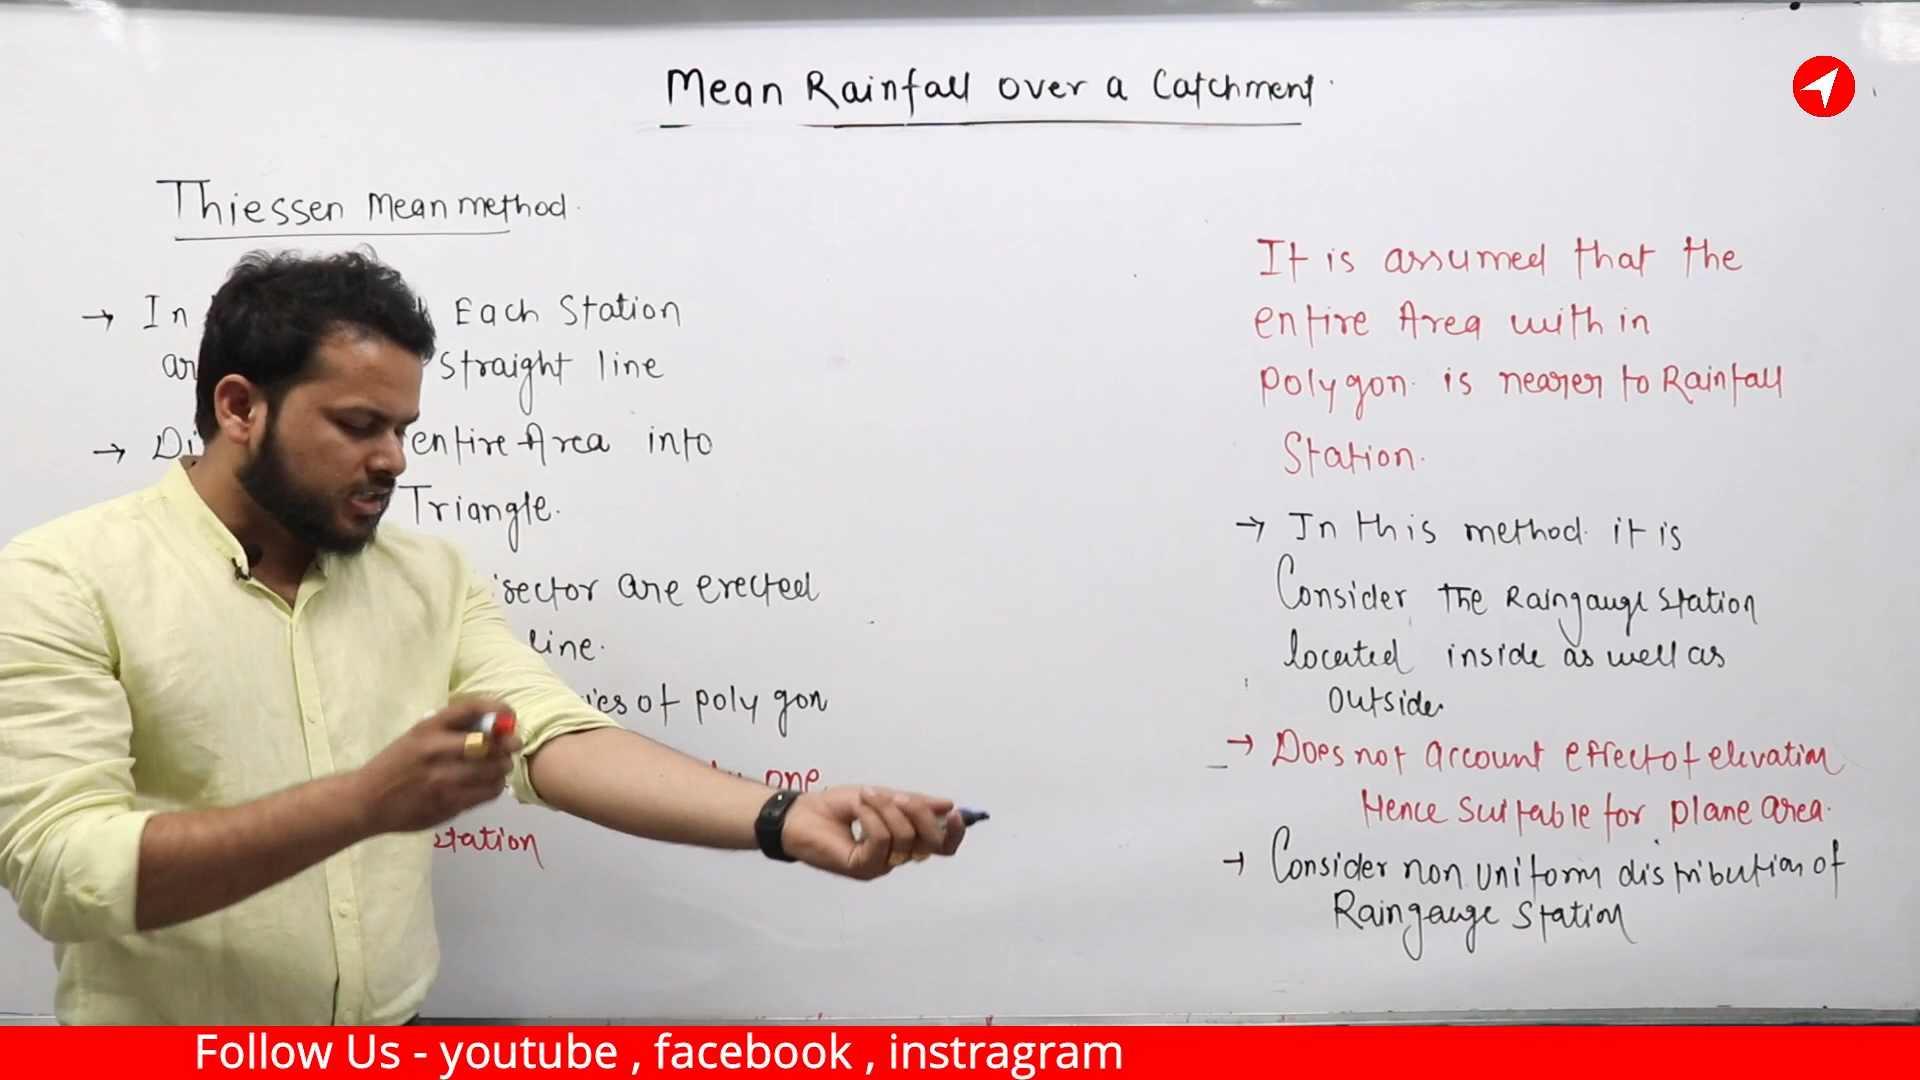 Mean Rainfall over a Catchment.
Thiessen Mean method.
→ In Each Station
straight line
→ entire Area into
Triangle.
sector are erected
line.
of polygon
one
station
It is assumed that the
entire Area with in
polygon. is nearer to Rainfall
Station.
→ In this method. it is
Consider The Raingauge Station
located inside as well as
Outside.
→ Does not account effect of elevation
Hence suitable for plane area.
→ Consider non uniform distribution of
Raingauge Station
Follow Us - youtube , facebook , instragram